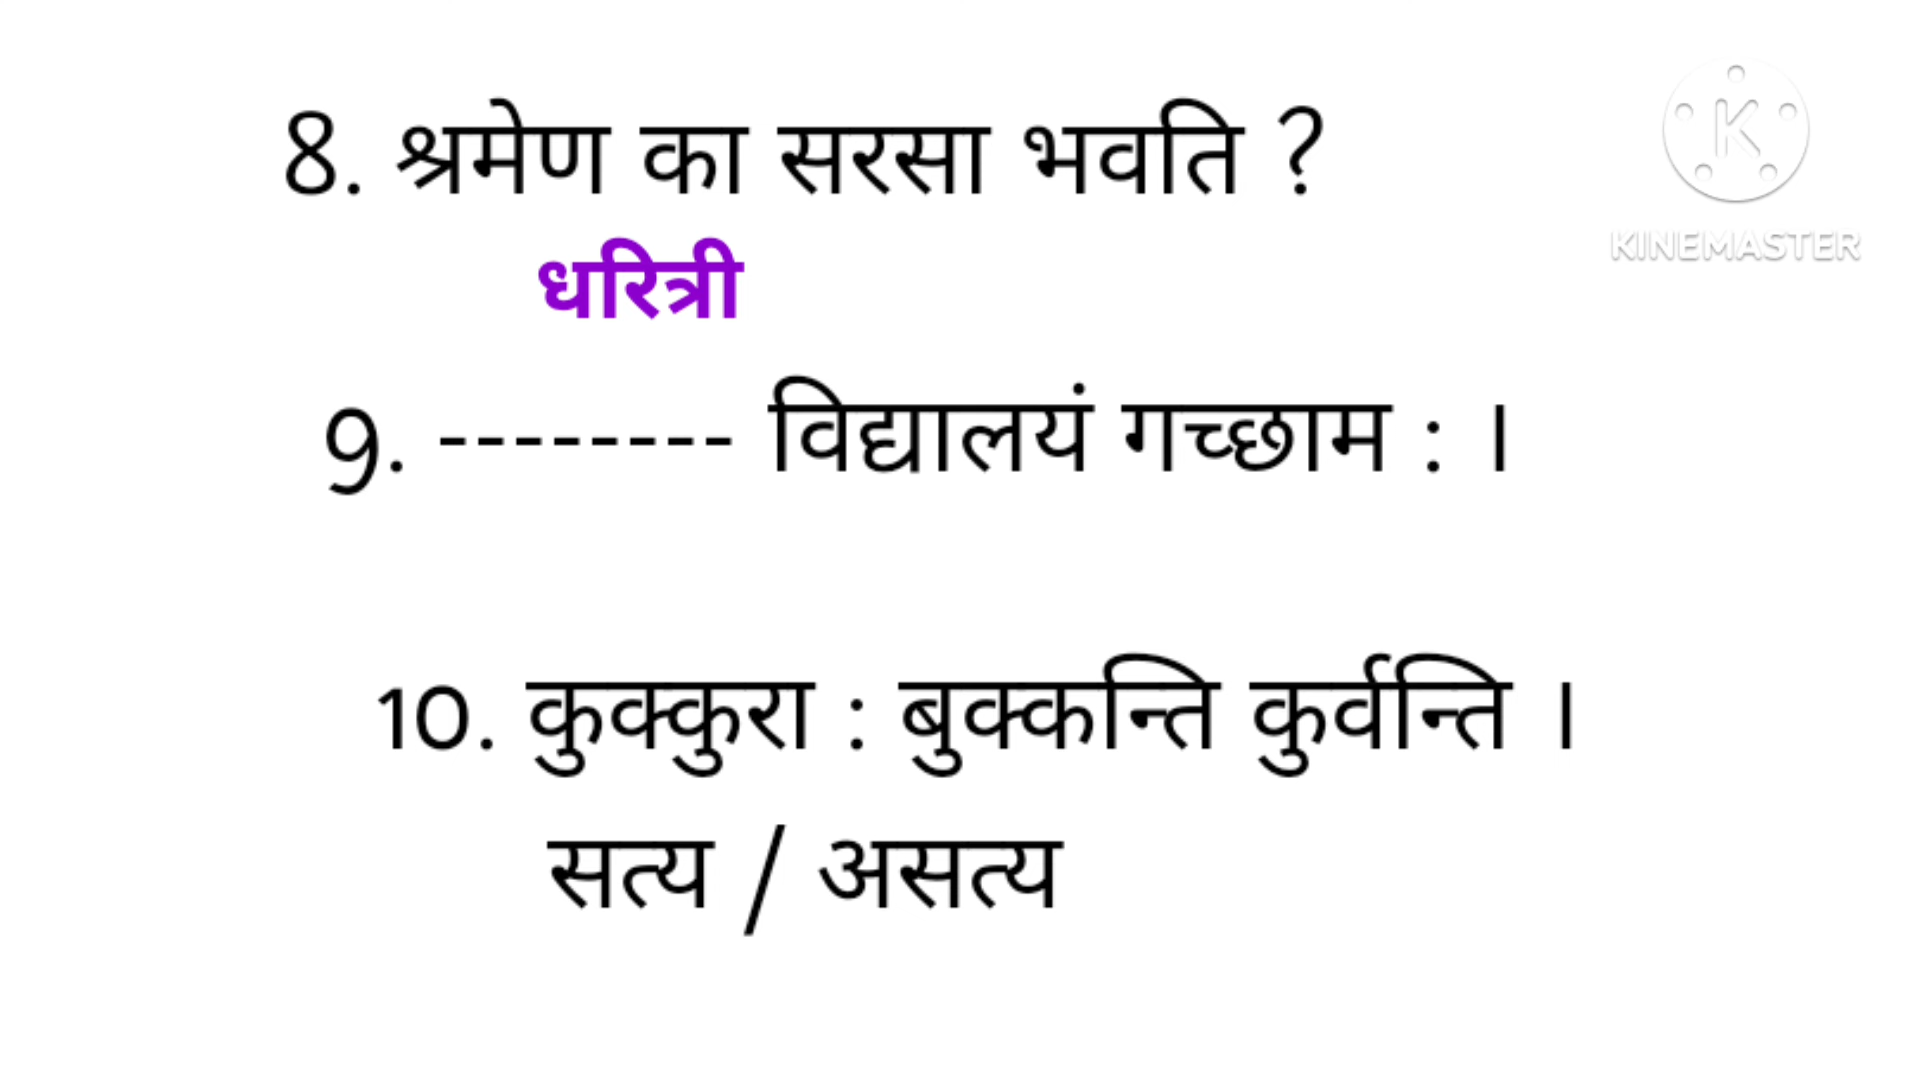 8. श्रमेण का सरसा भवति ?
KINEMASTER
धरित्री
9. -------- विद्यालयं गच्छाम : ।
10. कुक्कुरा : बुक्कन्ति कुर्वन्ति ।
सत्य / असत्य